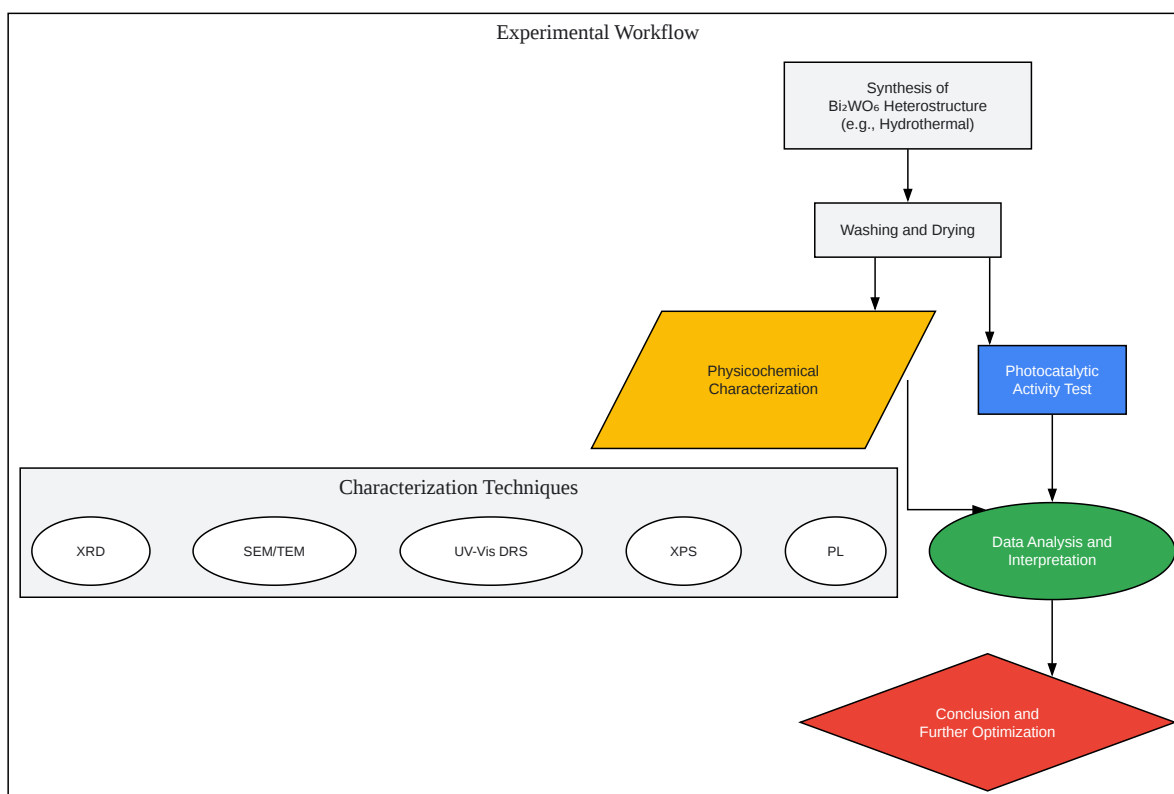 Experimental Workflow
Synthesis of
Bi₂WO₆ Heterostructure
(e.g., Hydrothermal)
Washing and Drying
Physicochemical
Characterization
Photocatalytic
Activity Test
Characterization Techniques
XRD
SEM/TEM
UV-Vis DRS
XPS
PL
Data Analysis and
Interpretation
Conclusion and
Further Optimization